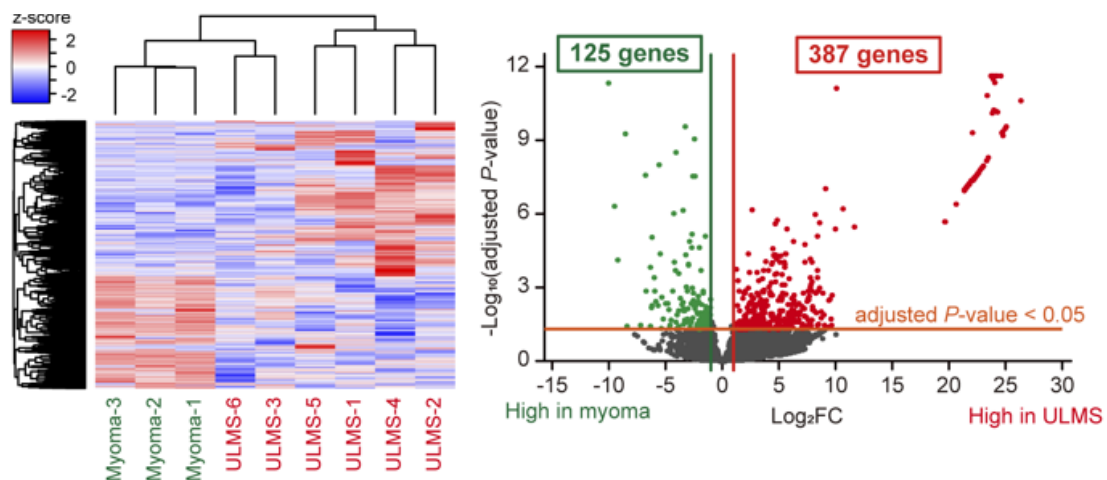 z-score
2
0
-2
Myoma-3
Myoma-2
Myoma-1
ULMS-6
ULMS-3
ULMS-5
ULMS-1
ULMS-4
ULMS-2
125 genes
387 genes
-Log₁₀(adjusted P-value)
12
9
6
3
0
adjusted P-value < 0.05
-15 -10 -5 0 5 10 15 20 25 30
High in myoma Log₂FC High in ULMS